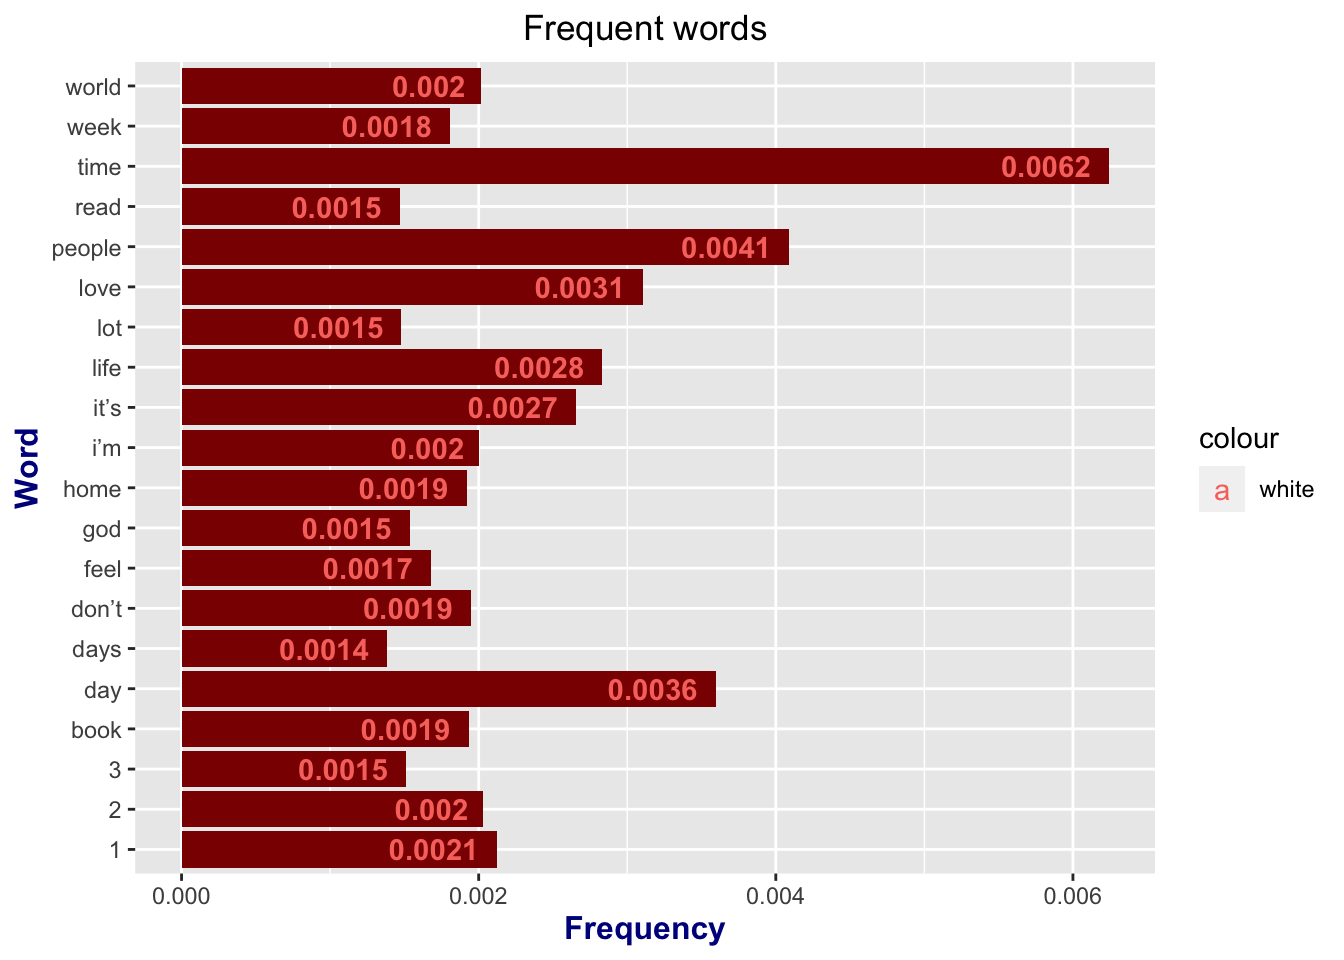 Frequent words
world 0.002
week 0.0018
time 0.0062
read 0.0015
people 0.0041
love 0.0031
lot 0.0015
life 0.0028
it’s 0.0027
i’m 0.002
home 0.0019
god 0.0015
feel 0.0017
don’t 0.0019
days 0.0014
day 0.0036
book 0.0019
3 0.0015
2 0.002
1 0.0021
0.000 0.002 0.004 0.006
Frequency
Word
colour
a white